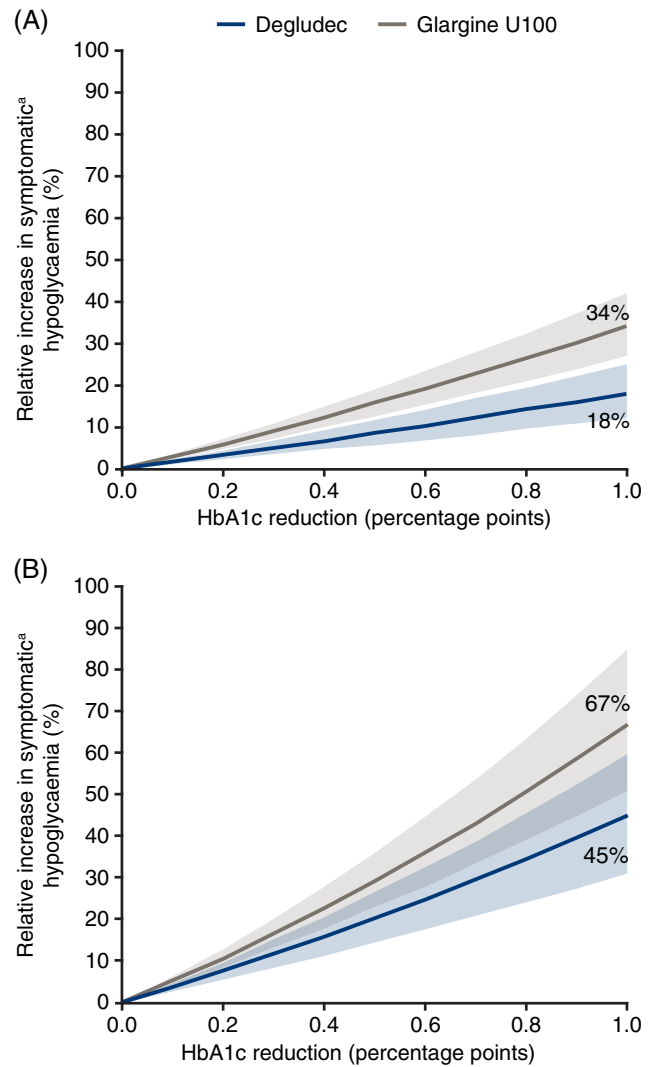 (A)
Degludec Glargine U100
Relative increase in symptomaticᵃ
hypoglycaemia (%)
100
90
80
70
60
50
40
30
20
10
0
34%
18%
0.0 0.2 0.4 0.6 0.8 1.0
HbA1c reduction (percentage points)
(B)
Relative increase in symptomaticᵃ
hypoglycaemia (%)
100
90
80
70
60
50
40
30
20
10
0
67%
45%
0.0 0.2 0.4 0.6 0.8 1.0
HbA1c reduction (percentage points)